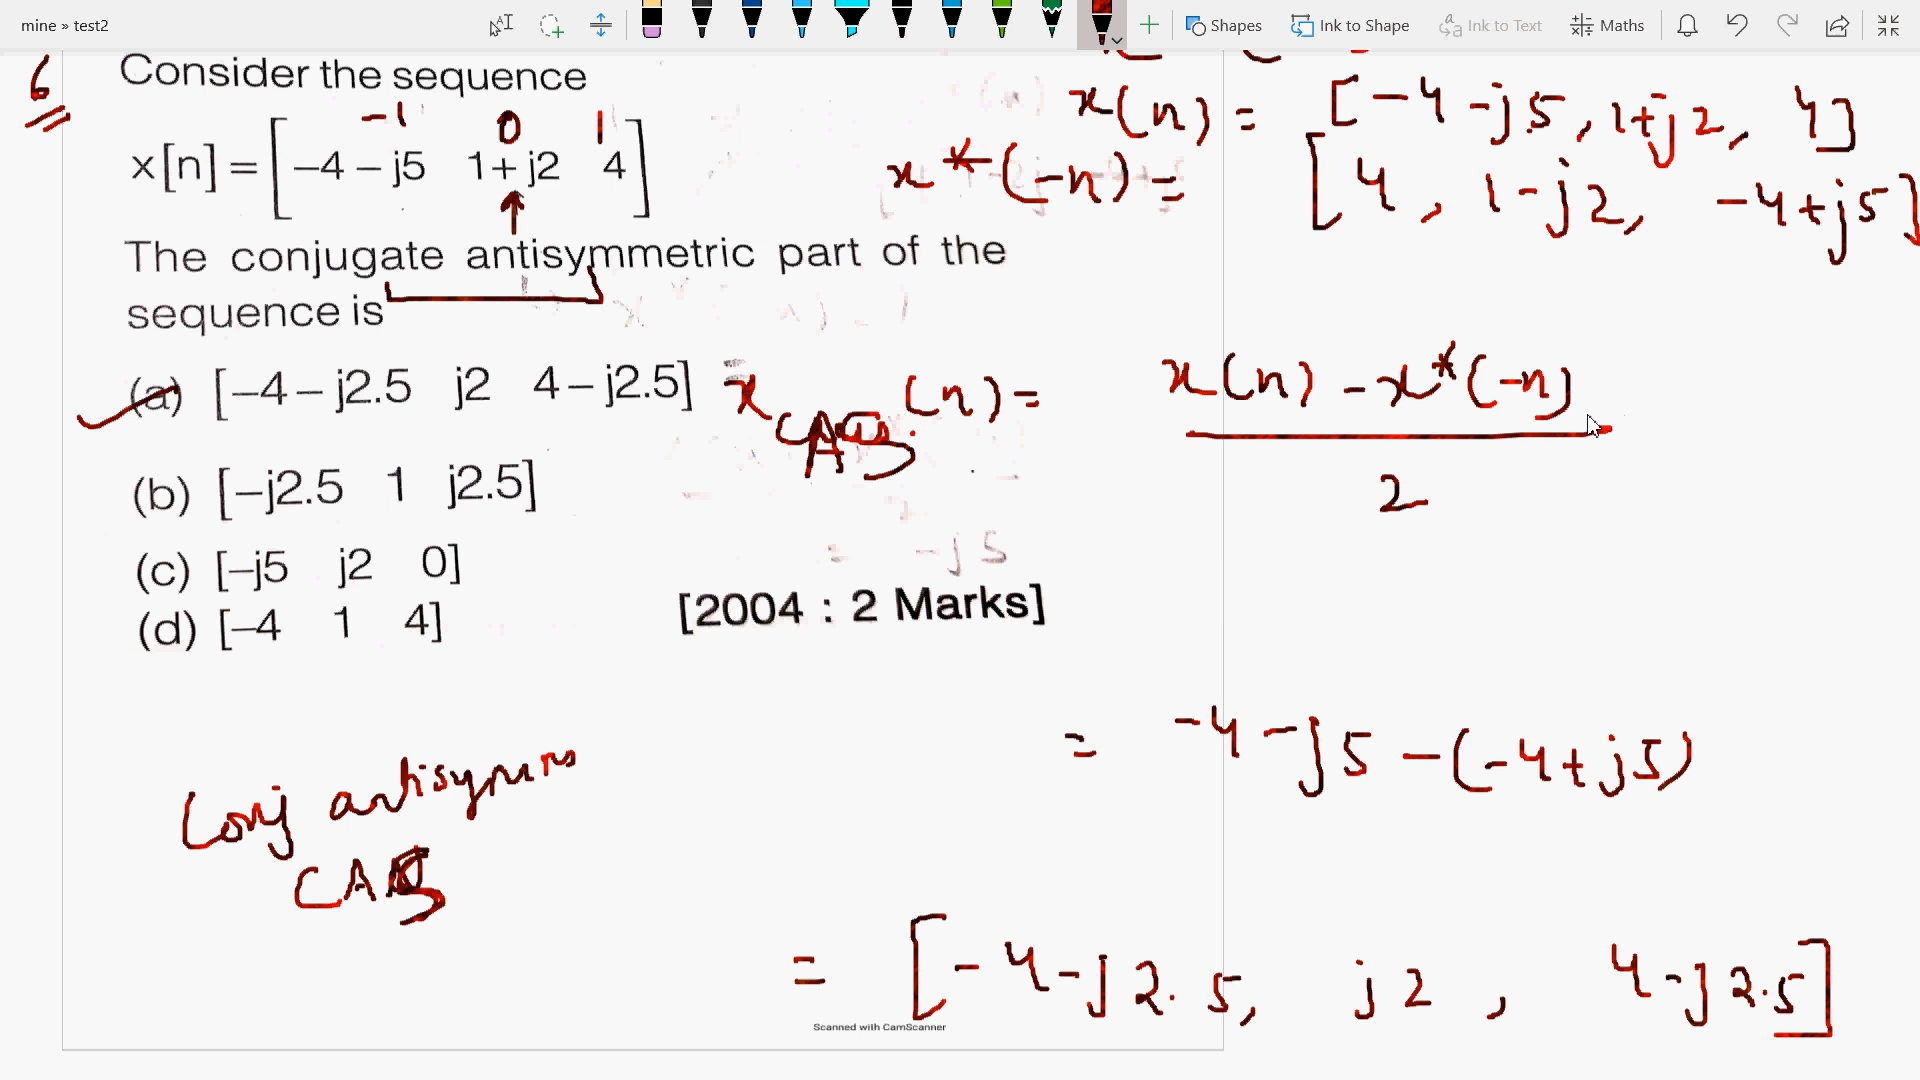 mine » test2
Shapes Ink to Shape Ink to Text Maths
6
Consider the sequence
-1 0 1
x[n] = [−4 − j5 1 + j2 4]
The conjugate antisymmetric part of the
sequence is
(a) [−4 − j2.5 j2 4 − j2.5]
(b) [−j2.5 1 j2.5]
(c) [−j5 j2 0]
(d) [−4 1 4]
[2004 : 2 Marks]
x(n) = [-4 -j5, 1+j2, 4]
x*(-n) = [4, 1-j2, -4+j5]
(n) = x(n) - x*(-n)
2
= -4 -j5 -(-4+j5)
Conj
= [-4-j2.5, j2, 4-j2.5]
= -j5
Scanned with CamScanner